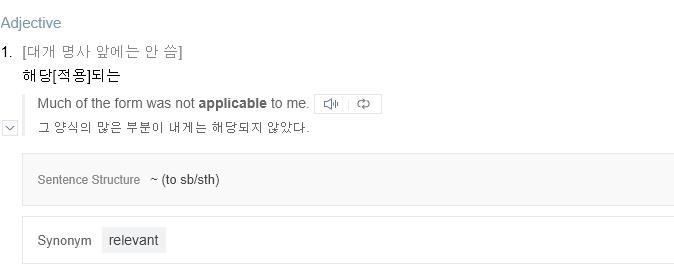 Adjective
1. [대개 명사 앞에는 안 씀]
해당[적용]되는
Much of the form was not applicable to me.
그 양식의 많은 부분이 내게는 해당되지 않았다.
Sentence Structure ~ (to sb/sth)
Synonym relevant